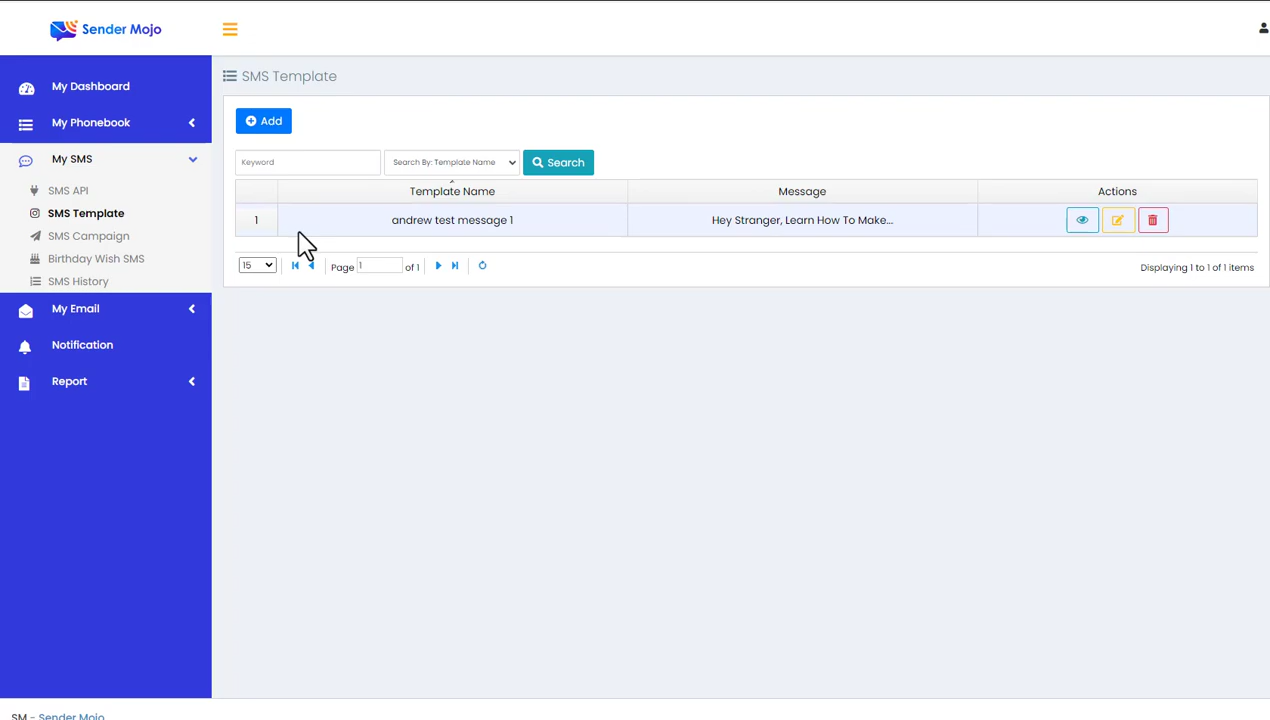 Sender Mojo
My Dashboard
My Phonebook
My SMS
SMS API
SMS Template
SMS Campaign
Birthday Wish SMS
SMS History
My Email
Notification
Report
SMS Template
Add
Keyword
Search By: Template Name
Search
Template Name
Message
Actions
1
andrew test message 1
Hey Stranger, Learn How To Make...
15
Page
1
of 1
Displaying 1 to 1 of 1 items
SM - Sender Mojo